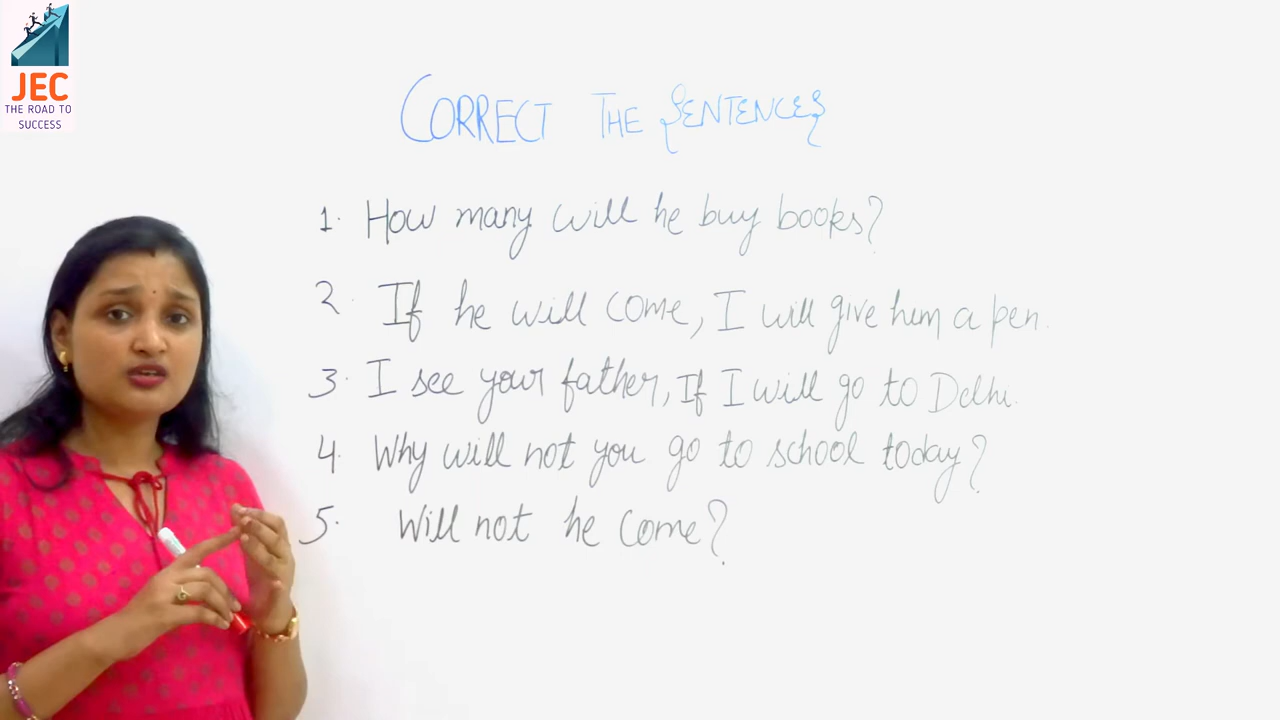 JEC
THE ROAD TO
SUCCESS
CORRECT THE SENTENCES
1. How many will he buy books?
2. If he will come, I will give him a pen.
3. I see your father, If I will go to Delhi.
4. Why will not you go to school today?
5. Will not he come?